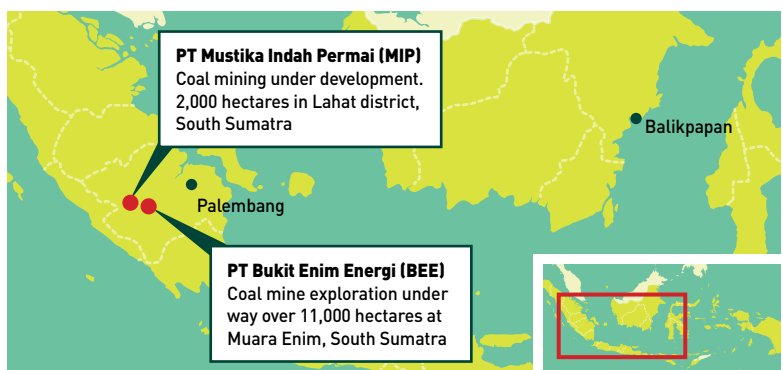 PT Mustika Indah Permai (MIP)
Coal mining under development.
2,000 hectares in Lahat district,
South Sumatra
Balikpapan
Palembang
PT Bukit Enim Energi (BEE)
Coal mine exploration under
way over 11,000 hectares at
Muara Enim, South Sumatra